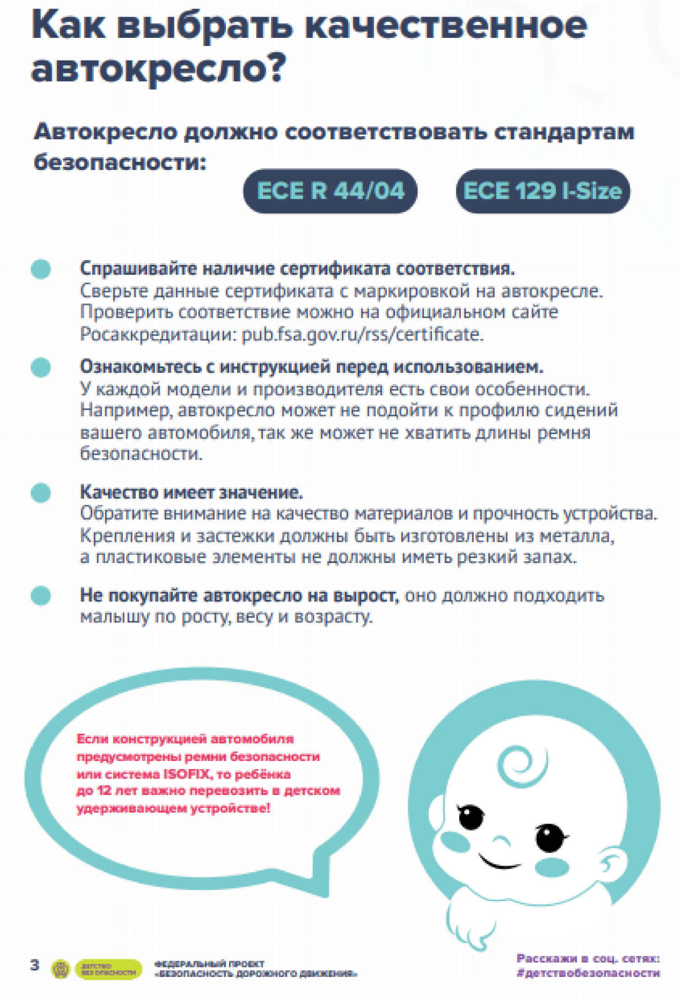 Как выбрать качественное
автокресло?
Автокресло должно соответствовать стандартам
безопасности:
ECE R 44/04
ECE 129 I-Size
Спрашивайте наличие сертификата соответствия.
Сверьте данные сертификата с маркировкой на автокресле.
Проверить соответствие можно на официальном сайте
Росаккредитации: pub.fsa.gov.ru/rss/certificate.
Ознакомьтесь с инструкцией перед использованием.
У каждой модели и производителя есть свои особенности.
Например, автокресло может не подойти к профилю сидений
вашего автомобиля, так же может не хватить длины ремня
безопасности.
Качество имеет значение.
Обратите внимание на качество материалов и прочность устройства.
Крепления и застежки должны быть изготовлены из металла,
а пластиковые элементы не должны иметь резкий запах.
Не покупайте автокресло на вырост, оно должно подходить
малышу по росту, весу и возрасту.
Если конструкцией автомобиля
предусмотрены ремни безопасности
или система ISOFIX, то ребёнка
до 12 лет важно перевозить в детском
удерживающем устройстве!
3
ДЕТСТВО
БЕЗ ОПАСНОСТИ
ФЕДЕРАЛЬНЫЙ ПРОЕКТ
«БЕЗОПАСНОСТЬ ДОРОЖНОГО ДВИЖЕНИЯ»
Расскажи в соц. сетях:
#детствобезопасности